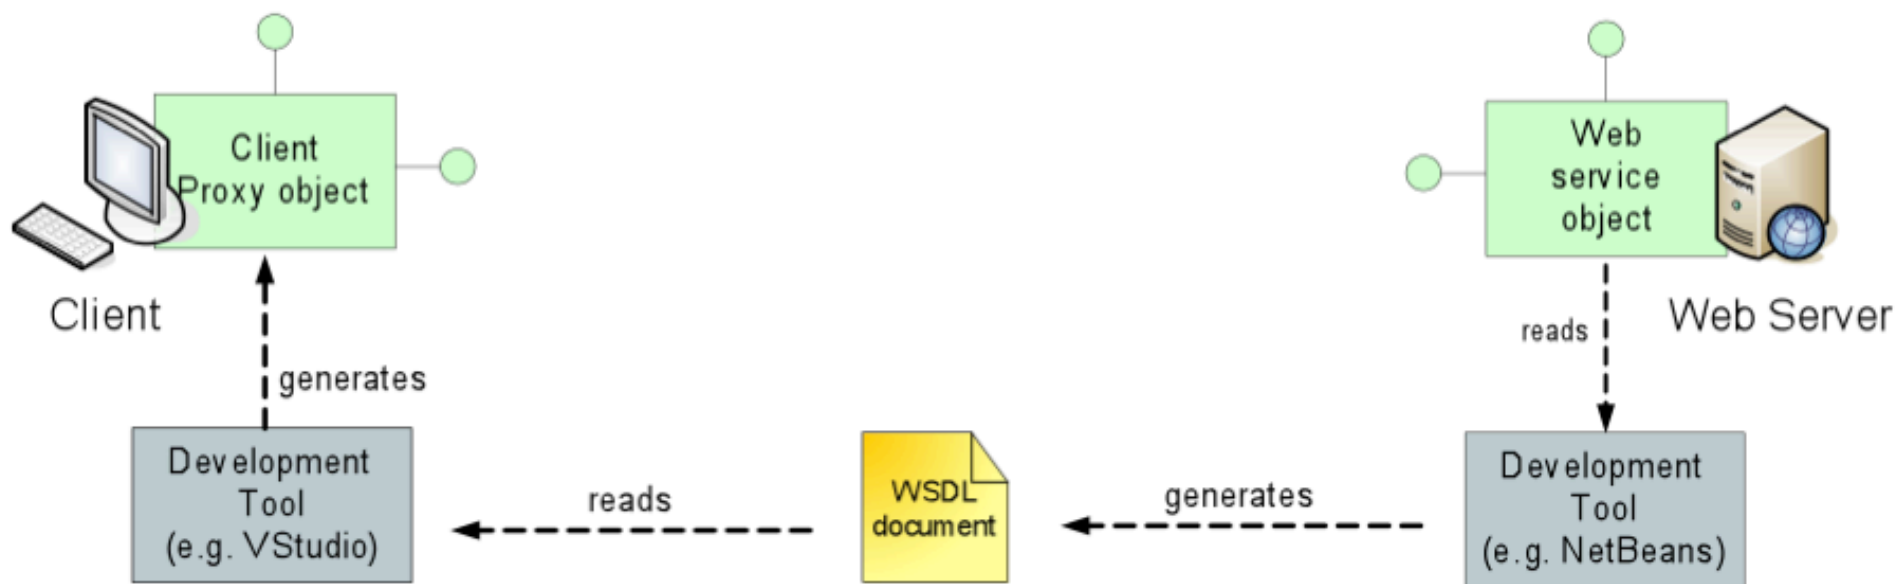 Client
Proxy object
Client
generates
Development
Tool
(e.g. VStudio)
reads
WSDL
document
generates
Web
service
object
Web Server
reads
Development
Tool
(e.g. NetBeans)